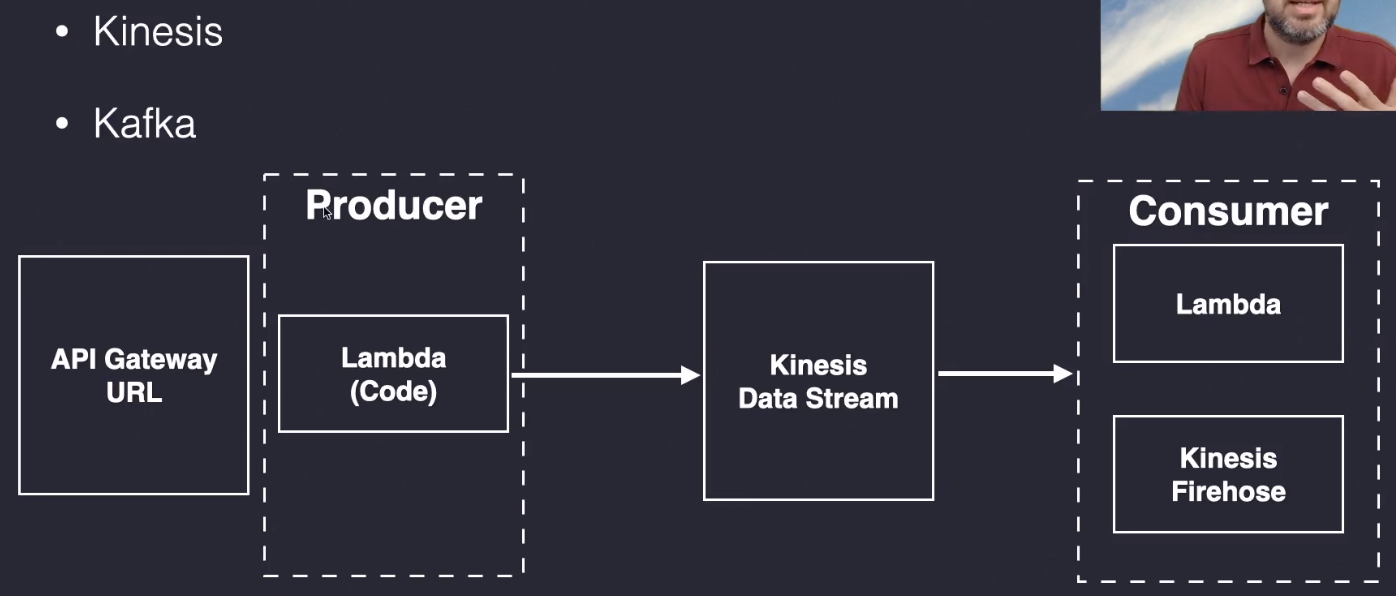 • Kinesis
• Kafka
Producer
Consumer
API Gateway
URL
Lambda
(Code)
Kinesis
Data Stream
Lambda
Kinesis
Firehose